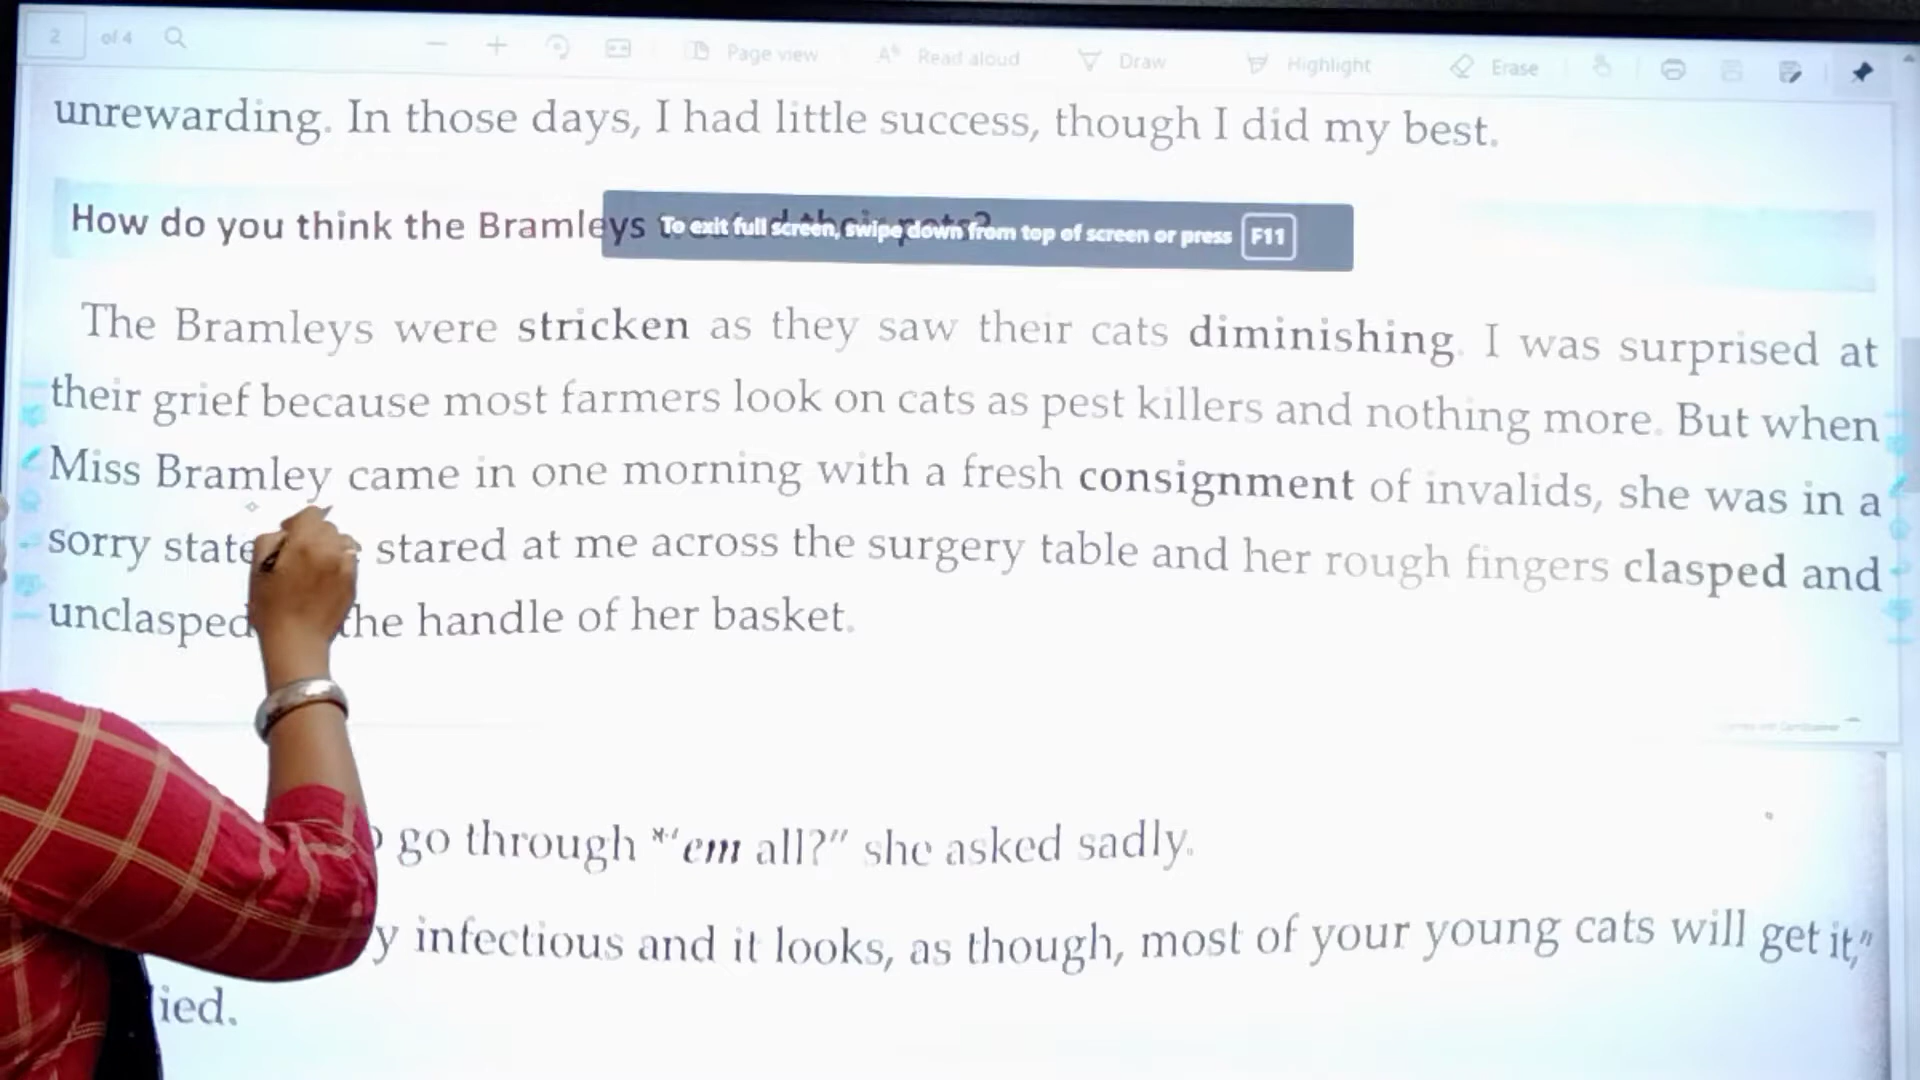 2 of 4 Page view Read aloud Draw Highlight Erase
unrewarding. In those days, I had little success, though I did my best.
How do you think the Bramleys their pets?
To exit full screen, swipe down from top of screen or press F11
The Bramleys were stricken as they saw their cats diminishing. I was surprised at
their grief because most farmers look on cats as pest killers and nothing more. But when
Miss Bramley came in one morning with a fresh consignment of invalids, she was in a
sorry state stared at me across the surgery table and her rough fingers clasped and
unclasped the handle of her basket.
go through "*'em all?" she asked sadly.
y infectious and it looks, as though, most of your young cats will get it,"
ied.